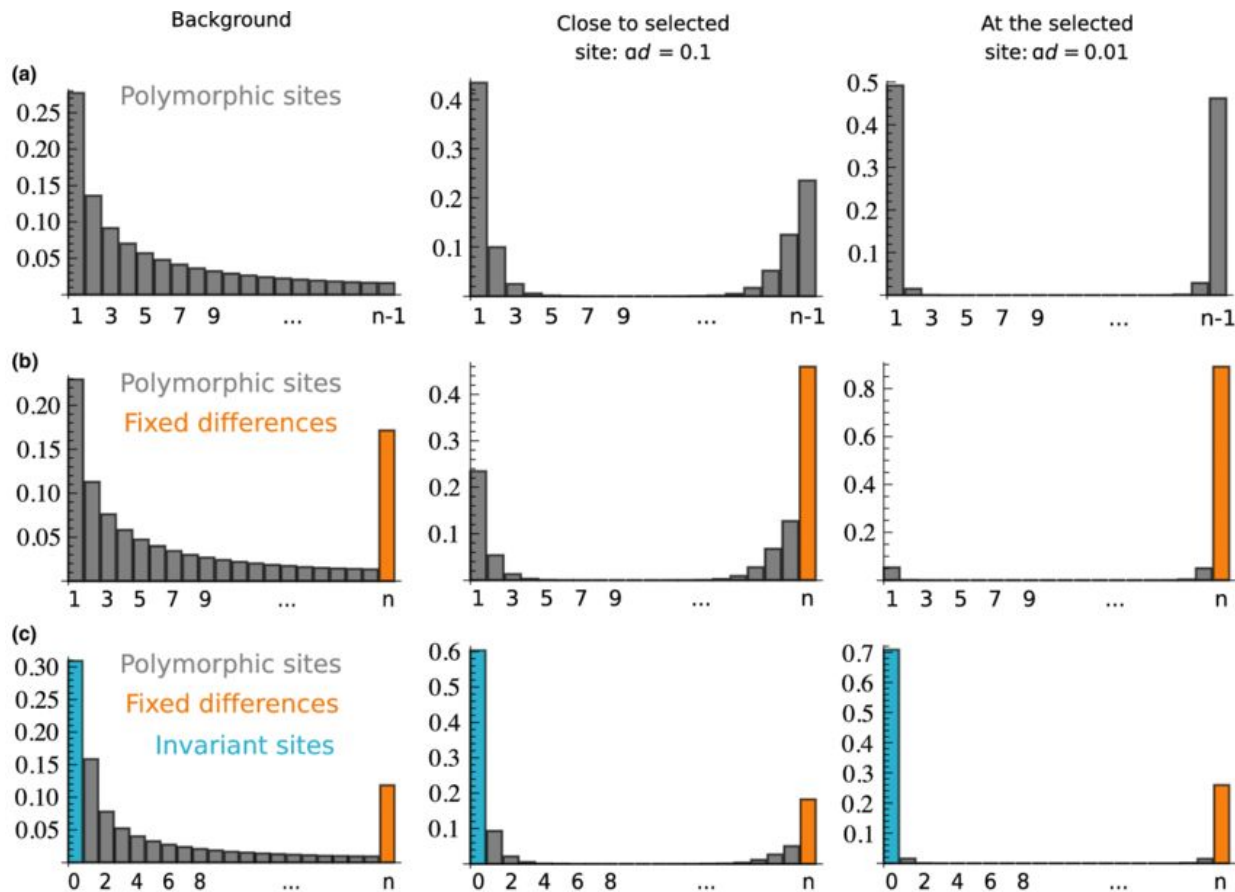 Background
Close to selected
site: αd = 0.1
At the selected
site: αd = 0.01
(a)
Polymorphic sites
0.25
0.20
0.15
0.10
0.05
1 3 5 7 9 ... n-1
0.4
0.3
0.2
0.1
1 3 5 7 9 ... n-1
0.5
0.4
0.3
0.2
0.1
1 3 5 7 9 ... n-1
(b)
Polymorphic sites
Fixed differences
0.20
0.15
0.10
0.05
1 3 5 7 9 ... n
0.4
0.3
0.2
0.1
1 3 5 7 9 ... n
0.8
0.6
0.4
0.2
1 3 5 7 9 ... n
(c)
Polymorphic sites
Fixed differences
Invariant sites
0.30
0.25
0.20
0.15
0.10
0.05
0 2 4 6 8 ... n
0.6
0.5
0.4
0.3
0.2
0.1
0 2 4 6 8 ... n
0.7
0.6
0.5
0.4
0.3
0.2
0.1
0 2 4 6 8 ... n